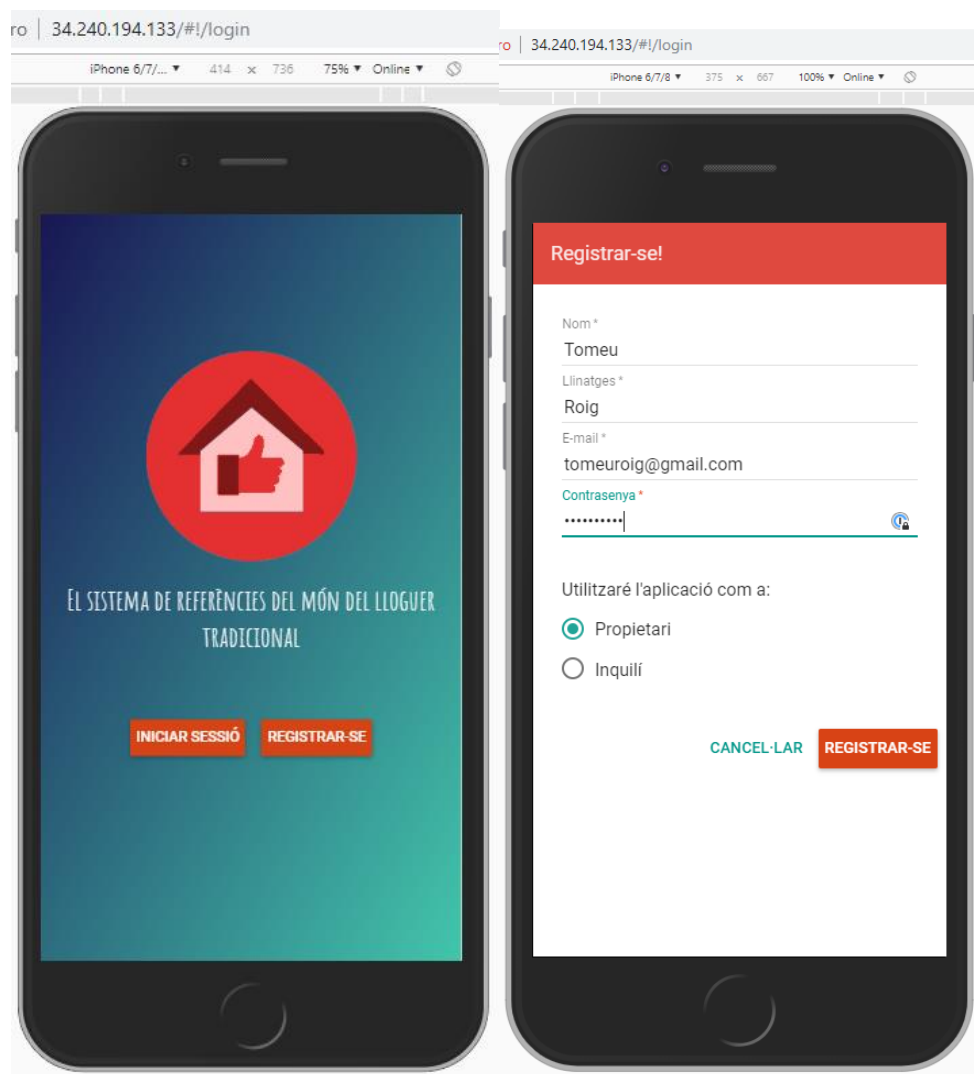 ro 34.240.194.133/#!/login
iPhone 6/7/... ▼ 414 x 736 75% ▼ Online ▼
EL SISTEMA DE REFERÈNCIES DEL MÓN DEL LLOGUER
TRADICIONAL
INICIAR SESSIÓ REGISTRAR-SE
ro 34.240.194.133/#!/login
iPhone 6/7/8 ▼ 375 x 667 100% ▼ Online ▼
Registrar-se!
Nom *
Tomeu
Llinatges *
Roig
E-mail *
tomeuroig@gmail.com
Contrasenya *
••••••••••
Utilitzaré l'aplicació com a:
Propietari
Inquilí
CANCEL·LAR REGISTRAR-SE